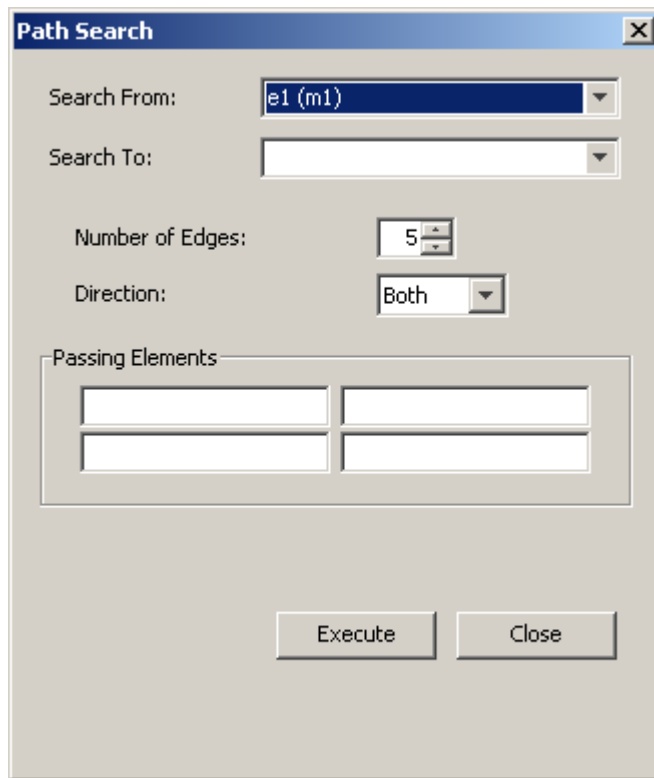 Path Search
Search From: e1 (m1)
Search To:
Number of Edges: 5
Direction: Both
Passing Elements
Execute Close